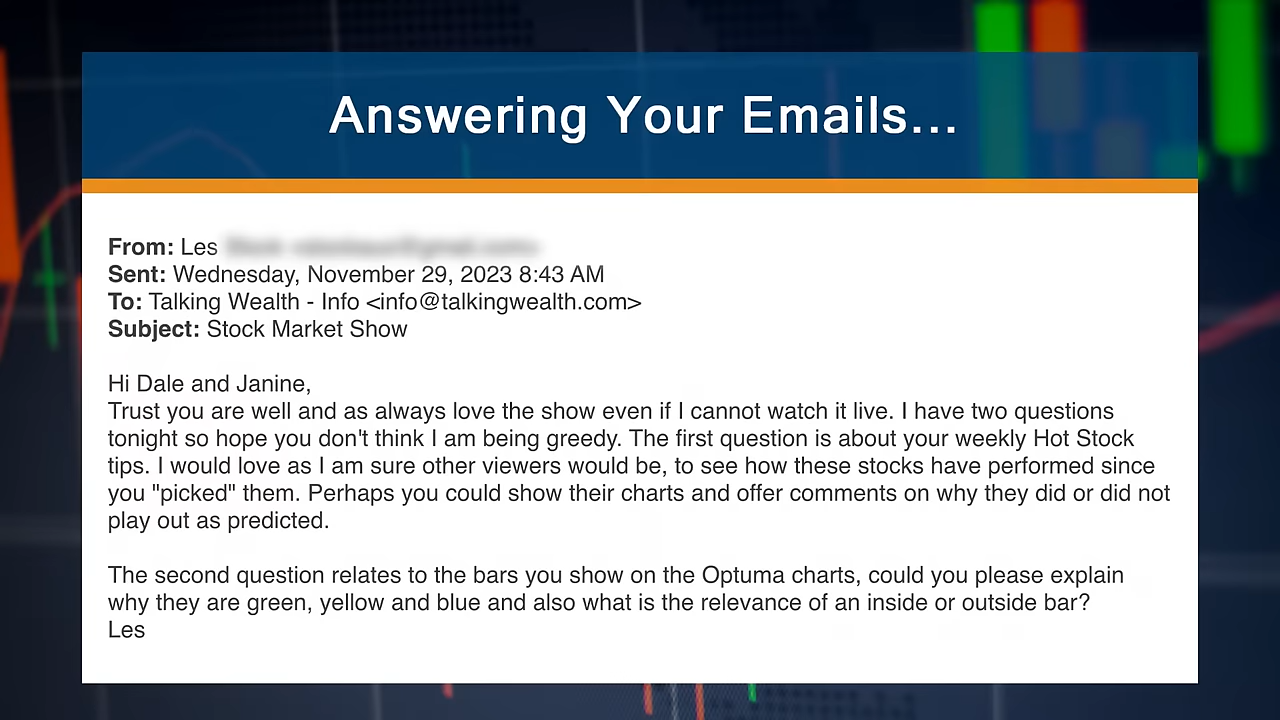 Answering Your Emails...
From: Les
Sent: Wednesday, November 29, 2023 8:43 AM
To: Talking Wealth - Info <info@talkingwealth.com>
Subject: Stock Market Show
Hi Dale and Janine,
Trust you are well and as always love the show even if I cannot watch it live. I have two questions
tonight so hope you don't think I am being greedy. The first question is about your weekly Hot Stock
tips. I would love as I am sure other viewers would be, to see how these stocks have performed since
you "picked" them. Perhaps you could show their charts and offer comments on why they did or did not
play out as predicted.
The second question relates to the bars you show on the Optuma charts, could you please explain
why they are green, yellow and blue and also what is the relevance of an inside or outside bar?
Les